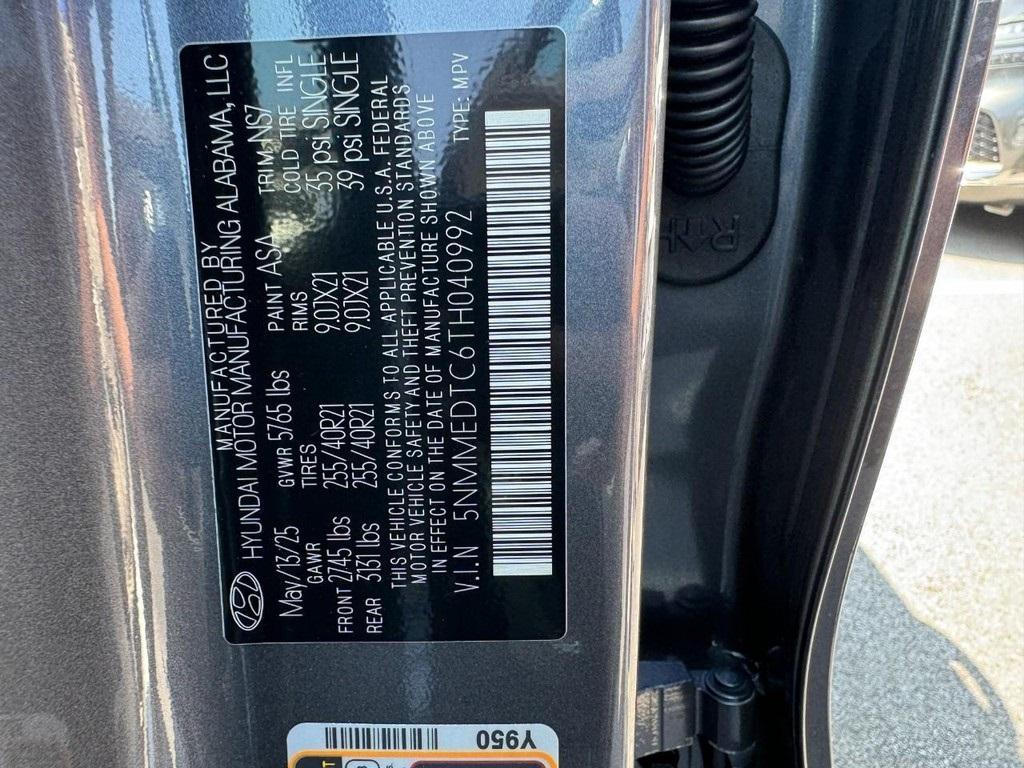 MANUFACTURED BY
HYUNDAI MOTOR MANUFACTURING ALABAMA, LLC
May/13/25 GVWR 5765 lbs PAINT ASA TRIM NS7
GAWR TIRES RIMS COLD TIRE INFL
FRONT 2745 lbs 255/40R21 9.0JX21 35 psi SINGLE
REAR 3131 lbs 255/40R21 9.0JX21 39 psi SINGLE
THIS VEHICLE CONFORMS TO ALL APPLICABLE U.S.A. FEDERAL
MOTOR VEHICLE SAFETY AND THEFT PREVENTION STANDARDS
IN EFFECT ON THE DATE OF MANUFACTURE SHOWN ABOVE
V.I.N 5NMMEDTC6TH040992 TYPE: MPV
Y950